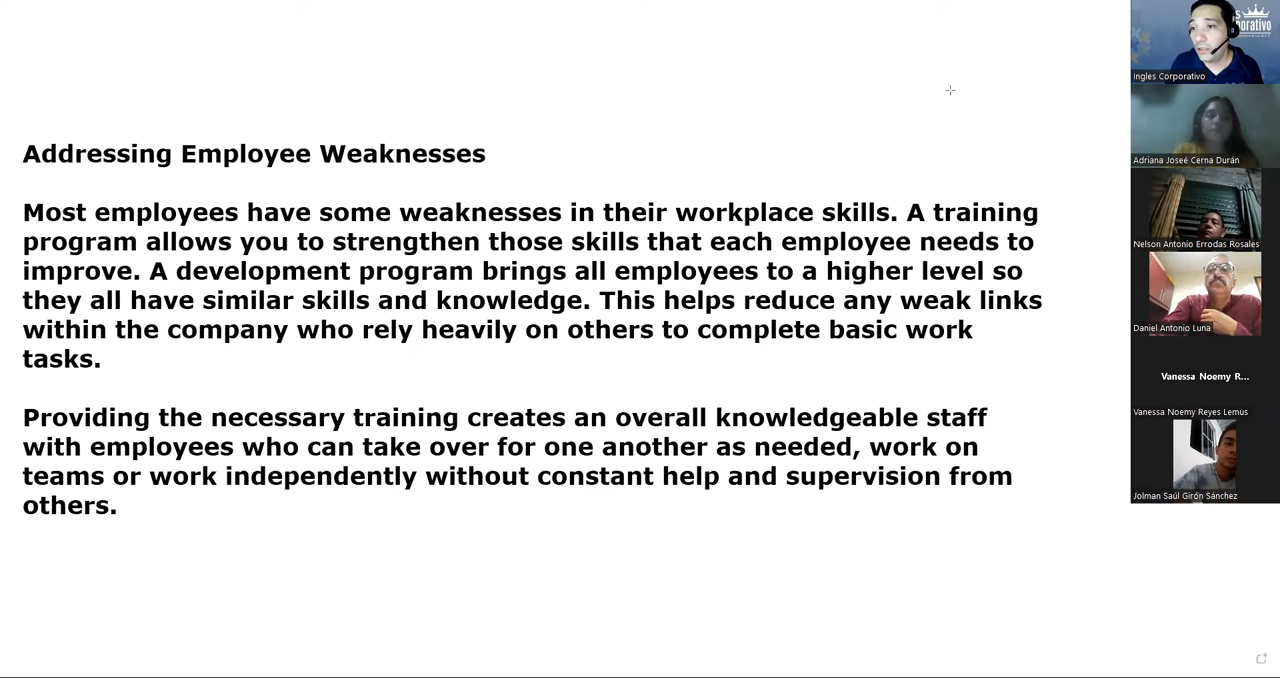 Addressing Employee Weaknesses
Most employees have some weaknesses in their workplace skills. A training
program allows you to strengthen those skills that each employee needs to
improve. A development program brings all employees to a higher level so
they all have similar skills and knowledge. This helps reduce any weak links
within the company who rely heavily on others to complete basic work
tasks.
Providing the necessary training creates an overall knowledgeable staff
with employees who can take over for one another as needed, work on
teams or work independently without constant help and supervision from
others.
Ingles Corporativo
Adriana Joseé Cerna Durán
Nelson Antonio Errodas Rosales
Daniel Antonio Luna
Vanessa Noemy R...
Vanessa Noemy Reyes Lemus
Jolman Saúl Girón Sánchez